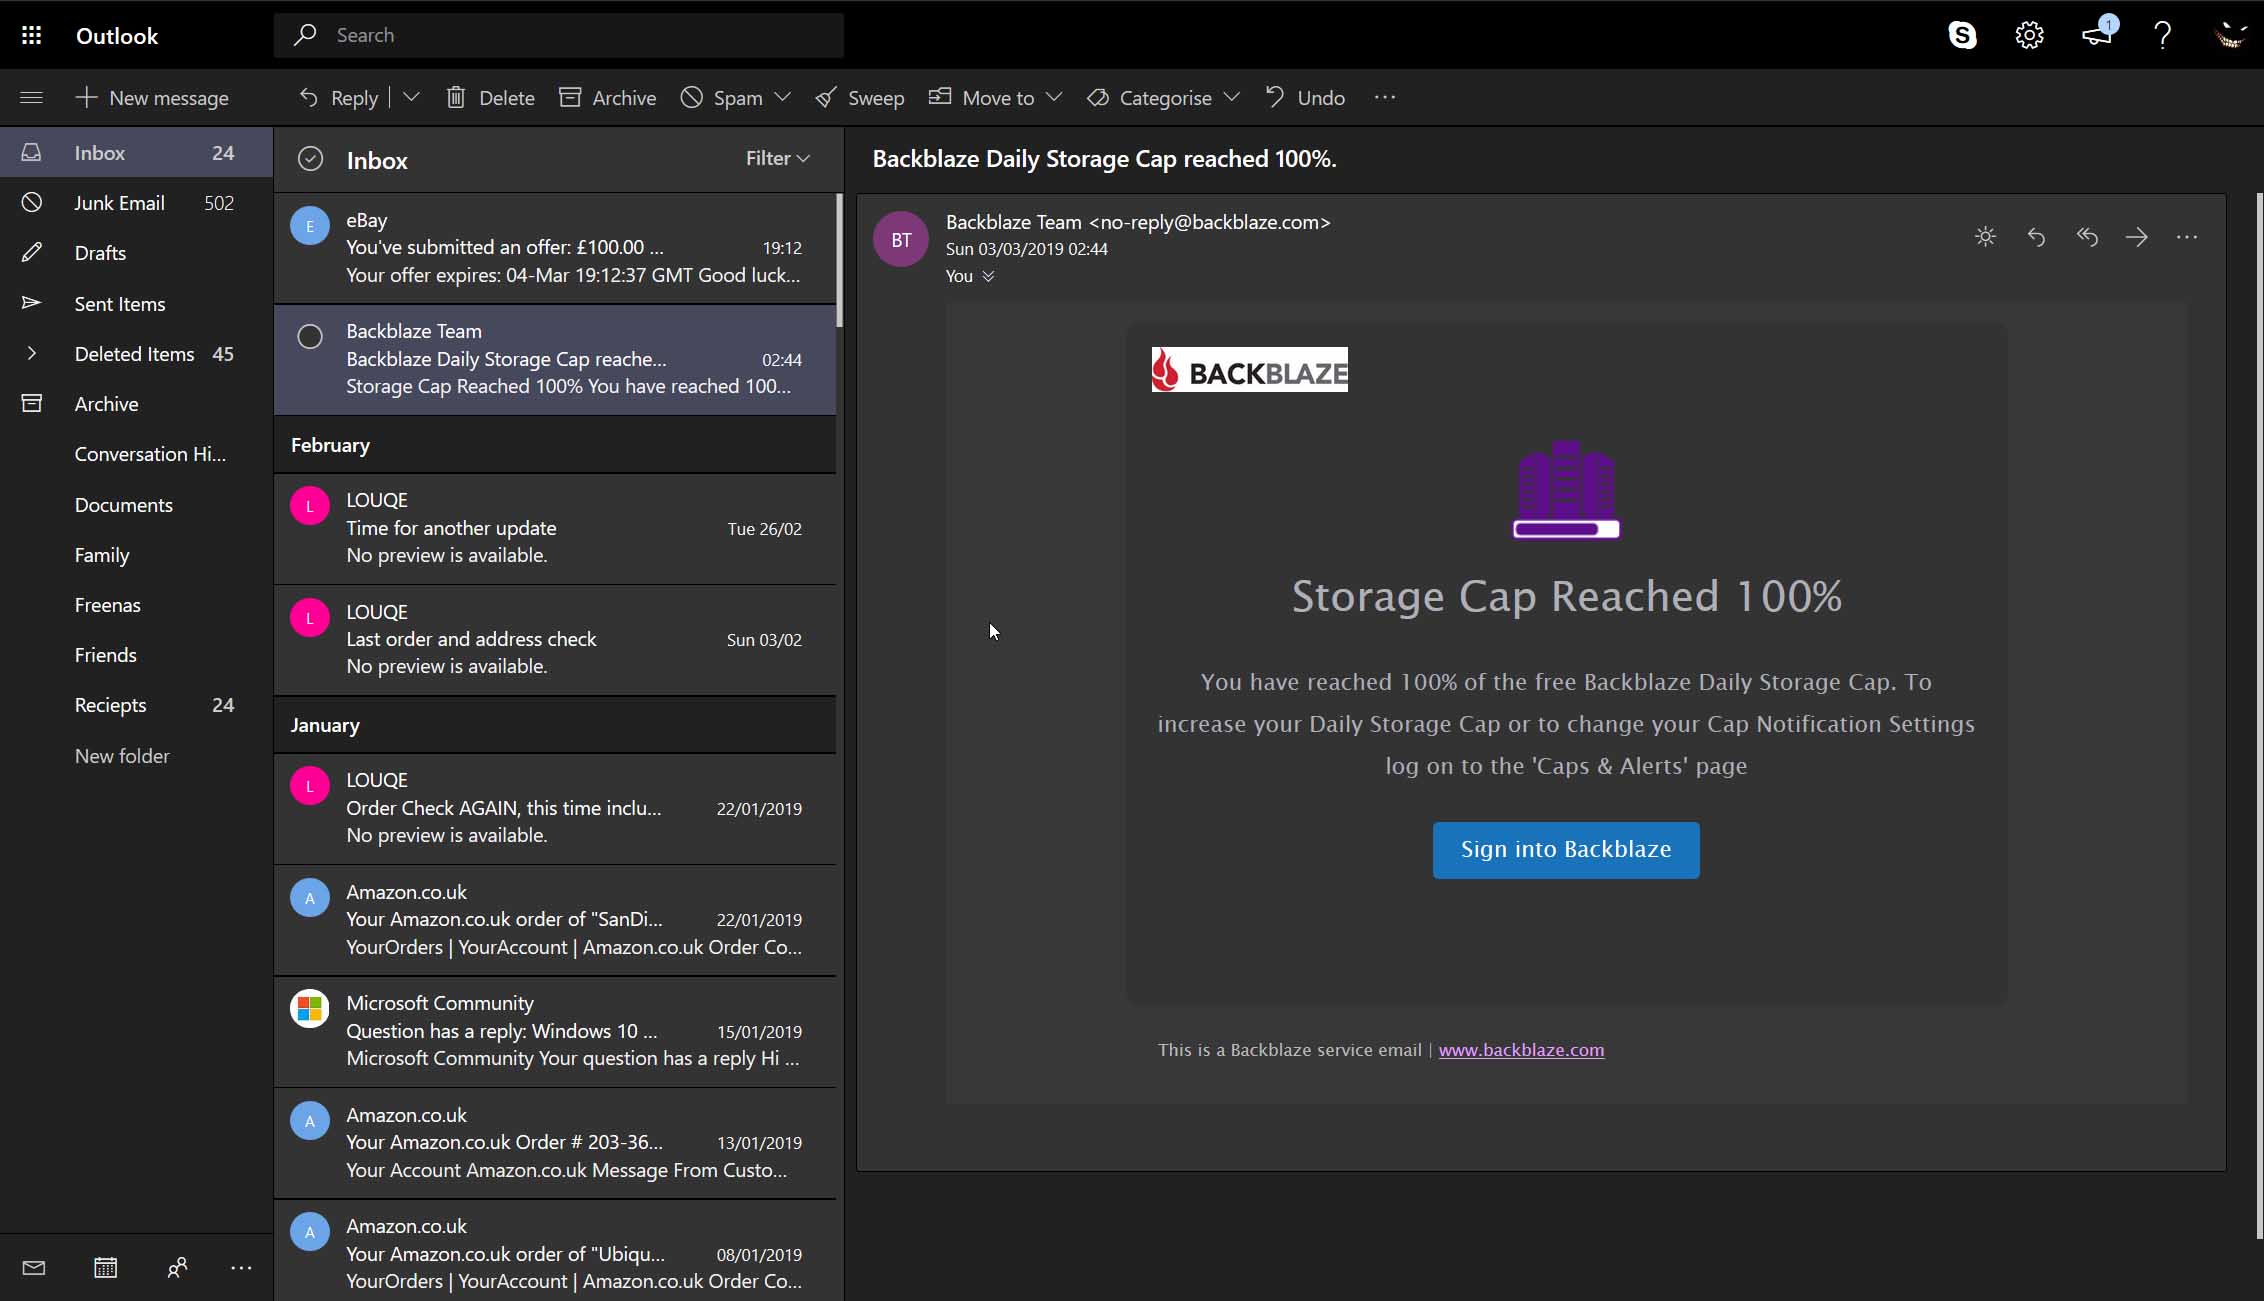 Outlook
Search
1
New message
Reply
Delete
Archive
Spam
Sweep
Move to
Categorise
Undo
Inbox 24
Junk Email 502
Drafts
Sent Items
Deleted Items 45
Archive
Conversation Hi...
Documents
Family
Freenas
Friends
Reciepts 24
New folder
Inbox
Filter
E
eBay
You've submitted an offer: £100.00 ... 19:12
Your offer expires: 04-Mar 19:12:37 GMT Good luck...
Backblaze Team
Backblaze Daily Storage Cap reache... 02:44
Storage Cap Reached 100% You have reached 100...
February
L
LOUQE
Time for another update Tue 26/02
No preview is available.
L
LOUQE
Last order and address check Sun 03/02
No preview is available.
January
L
LOUQE
Order Check AGAIN, this time inclu... 22/01/2019
No preview is available.
A
Amazon.co.uk
Your Amazon.co.uk order of "SanDi... 22/01/2019
YourOrders | YourAccount | Amazon.co.uk Order Co...
Microsoft Community
Question has a reply: Windows 10 ... 15/01/2019
Microsoft Community Your question has a reply Hi ...
A
Amazon.co.uk
Your Amazon.co.uk Order # 203-36... 13/01/2019
Your Account Amazon.co.uk Message From Custo...
A
Amazon.co.uk
Your Amazon.co.uk order of "Ubiqu... 08/01/2019
YourOrders | YourAccount | Amazon.co.uk Order Co...
Backblaze Daily Storage Cap reached 100%.
BT
Backblaze Team <no-reply@backblaze.com>
Sun 03/03/2019 02:44
You
BACKBLAZE
Storage Cap Reached 100%
You have reached 100% of the free Backblaze Daily Storage Cap. To
increase your Daily Storage Cap or to change your Cap Notification Settings
log on to the 'Caps & Alerts' page
Sign into Backblaze
This is a Backblaze service email | www.backblaze.com